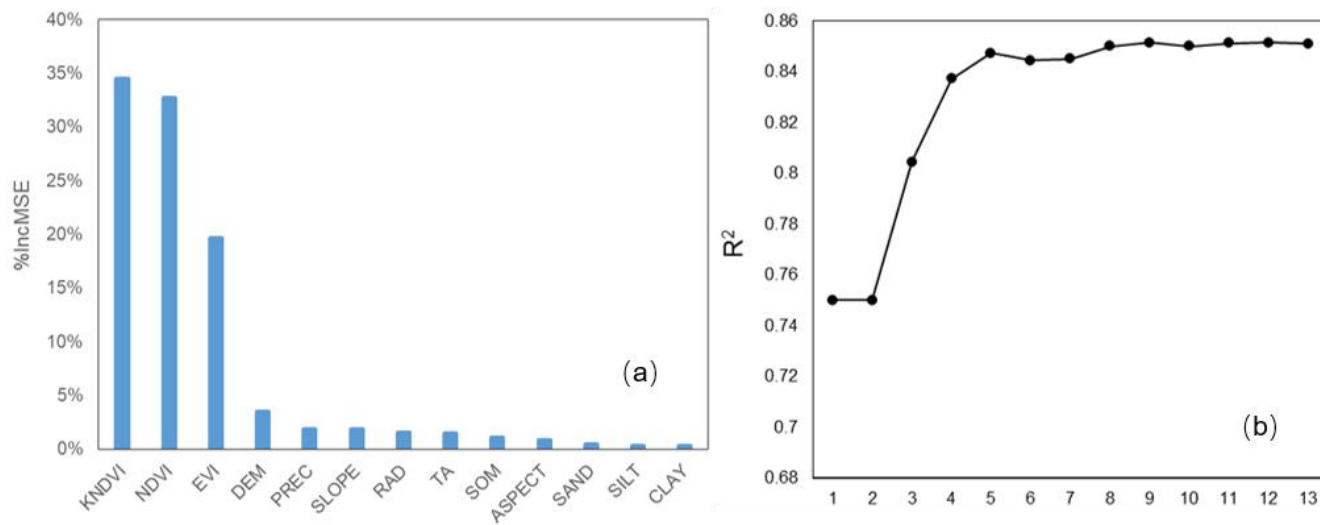 40%
35%
30%
25%
20%
15%
10%
5%
0%
%IncMSE
KNDVI
NDVI
EVI
DEM
PREC
SLOPE
RAD
TA
SOM
ASPECT
SAND
SILT
CLAY
(a)
0.86
0.84
0.82
0.8
0.78
0.76
0.74
0.72
0.7
0.68
R²
1 2 3 4 5 6 7 8 9 10 11 12 13
(b)